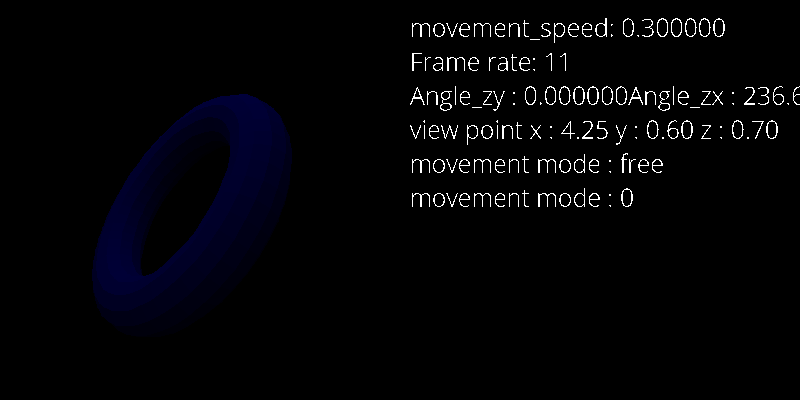 movement_speed: 0.300000
Frame rate: 11
Angle_zy : 0.000000Angle_zx : 236.6
view point x : 4.25 y : 0.60 z : 0.70
movement mode : free
movement mode : 0